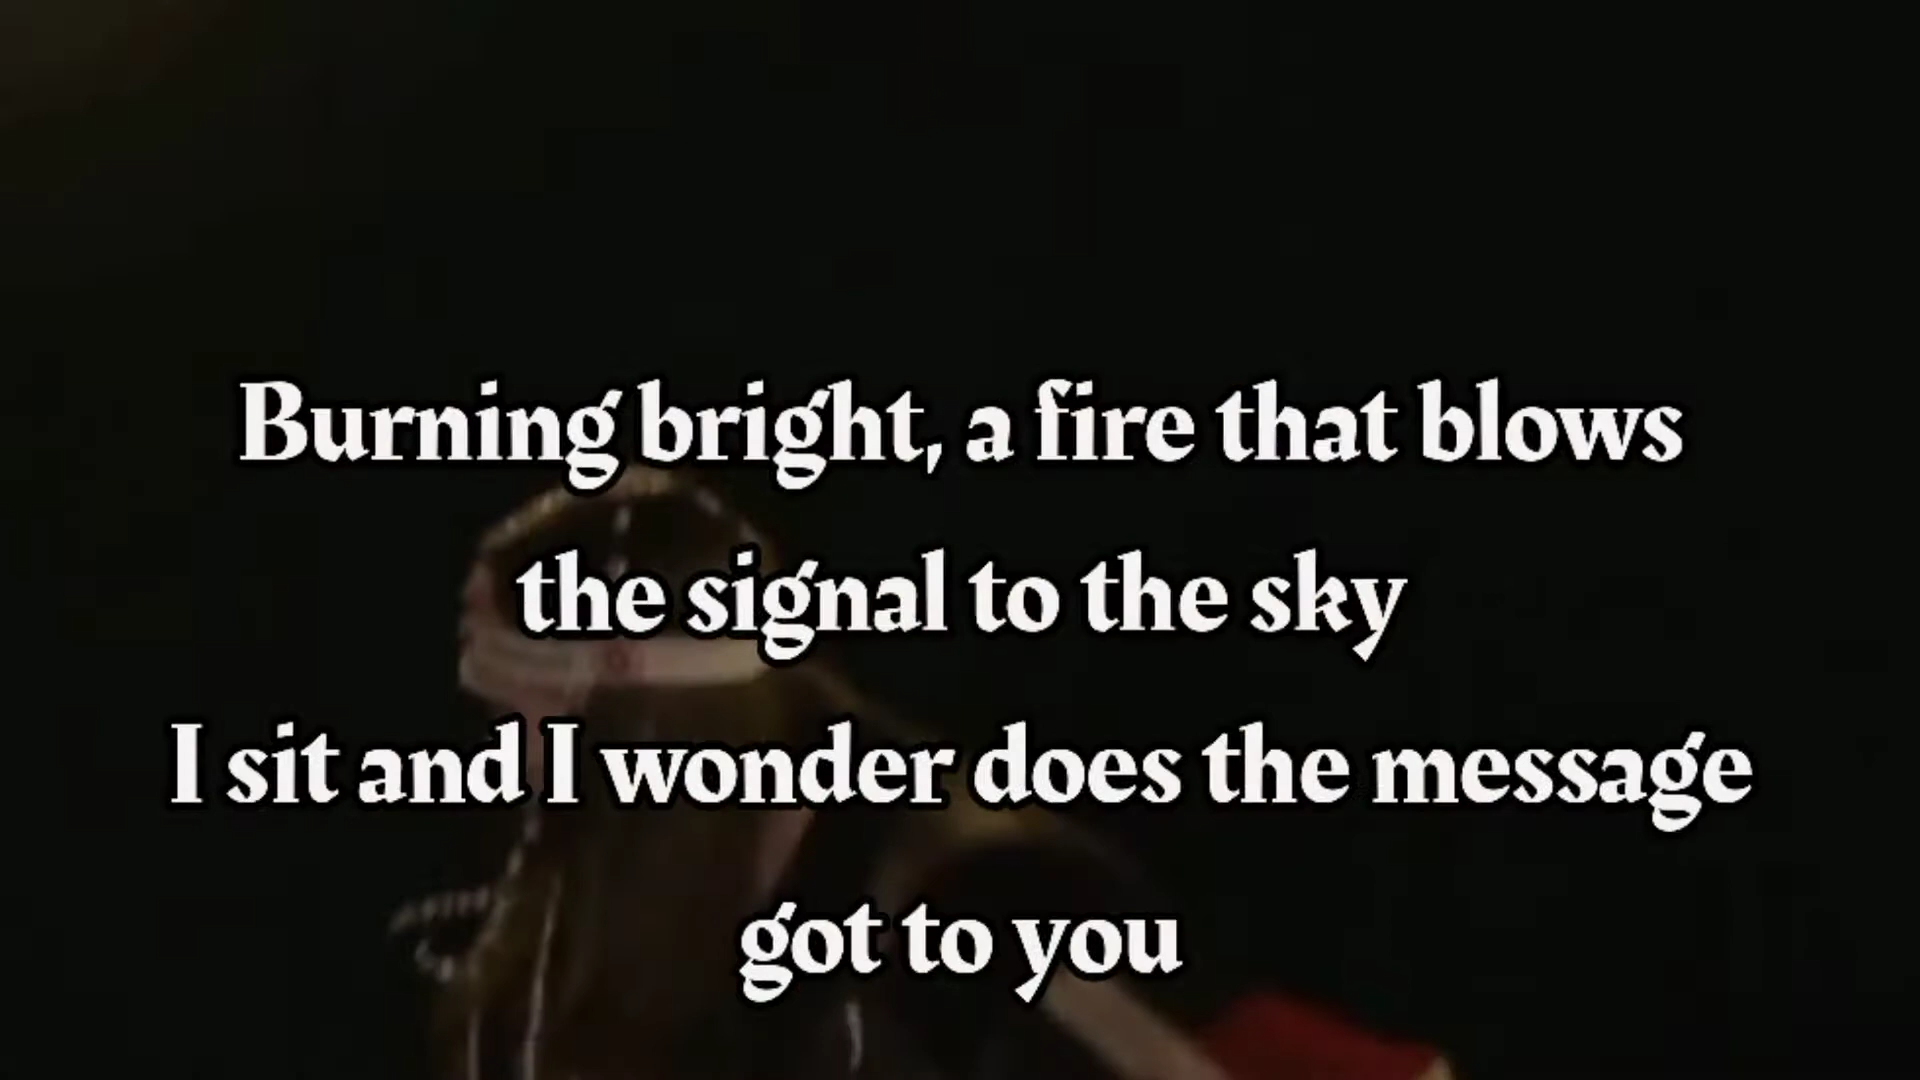 Burning bright, a fire that blows
the signal to the sky
I sit and I wonder does the message
got to you